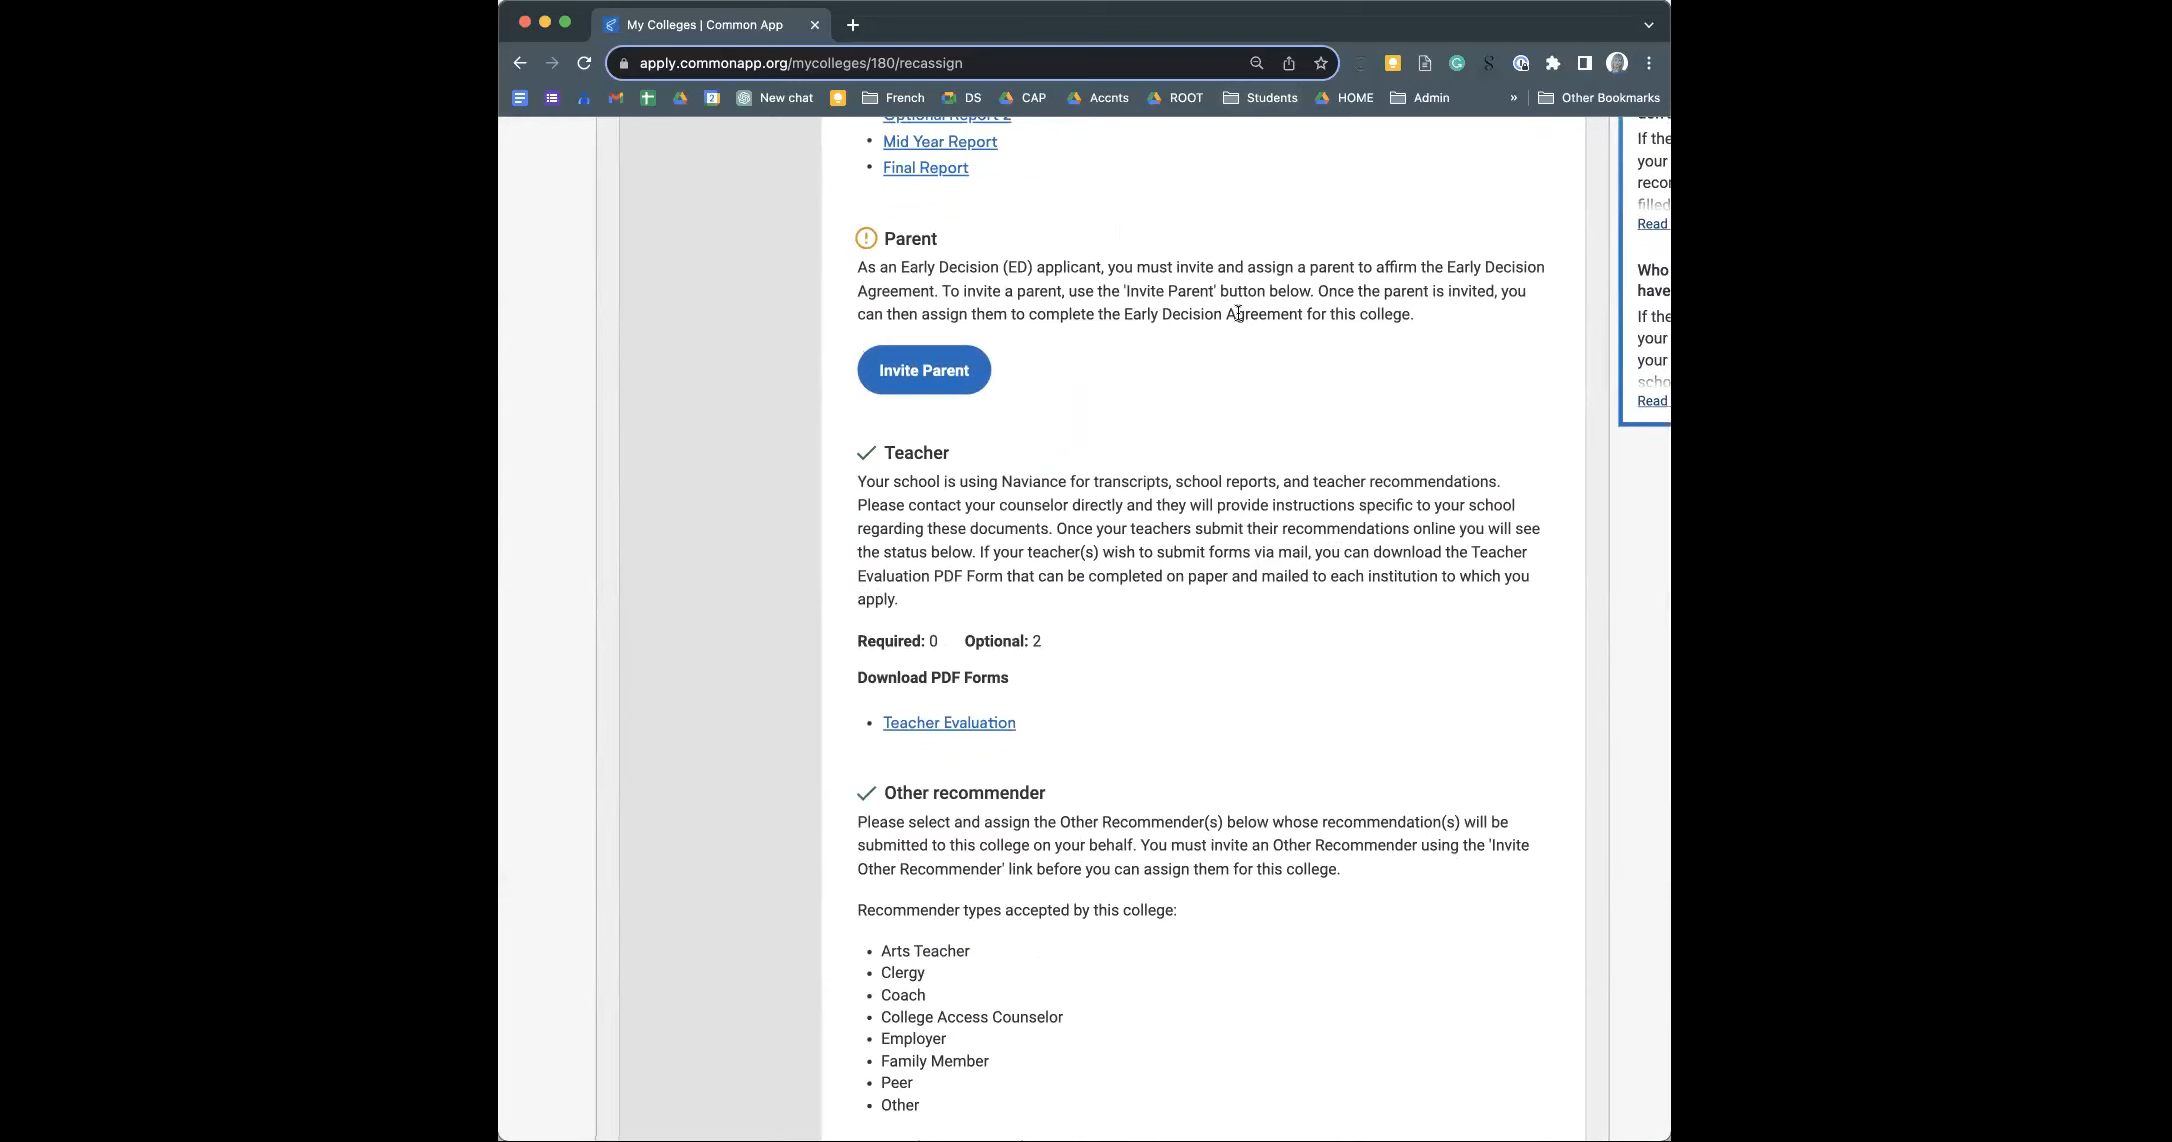 My Colleges | Common App
apply.commonapp.org/mycolleges/180/recassign
New chat
French
DS
CAP
Accnts
ROOT
Students
HOME
Admin
»
Other Bookmarks
Optional Report 2
• Mid Year Report
• Final Report
Parent
As an Early Decision (ED) applicant, you must invite and assign a parent to affirm the Early Decision
Agreement. To invite a parent, use the 'Invite Parent' button below. Once the parent is invited, you
can then assign them to complete the Early Decision Agreement for this college.
Invite Parent
Teacher
Your school is using Naviance for transcripts, school reports, and teacher recommendations.
Please contact your counselor directly and they will provide instructions specific to your school
regarding these documents. Once your teachers submit their recommendations online you will see
the status below. If your teacher(s) wish to submit forms via mail, you can download the Teacher
Evaluation PDF Form that can be completed on paper and mailed to each institution to which you
apply.
Required: 0 Optional: 2
Download PDF Forms
• Teacher Evaluation
Other recommender
Please select and assign the Other Recommender(s) below whose recommendation(s) will be
submitted to this college on your behalf. You must invite an Other Recommender using the 'Invite
Other Recommender' link before you can assign them for this college.
Recommender types accepted by this college:
• Arts Teacher
• Clergy
• Coach
• College Access Counselor
• Employer
• Family Member
• Peer
• Other
If the
your
recor
filled
Read
Who
have
If the
your
your
scho
Read